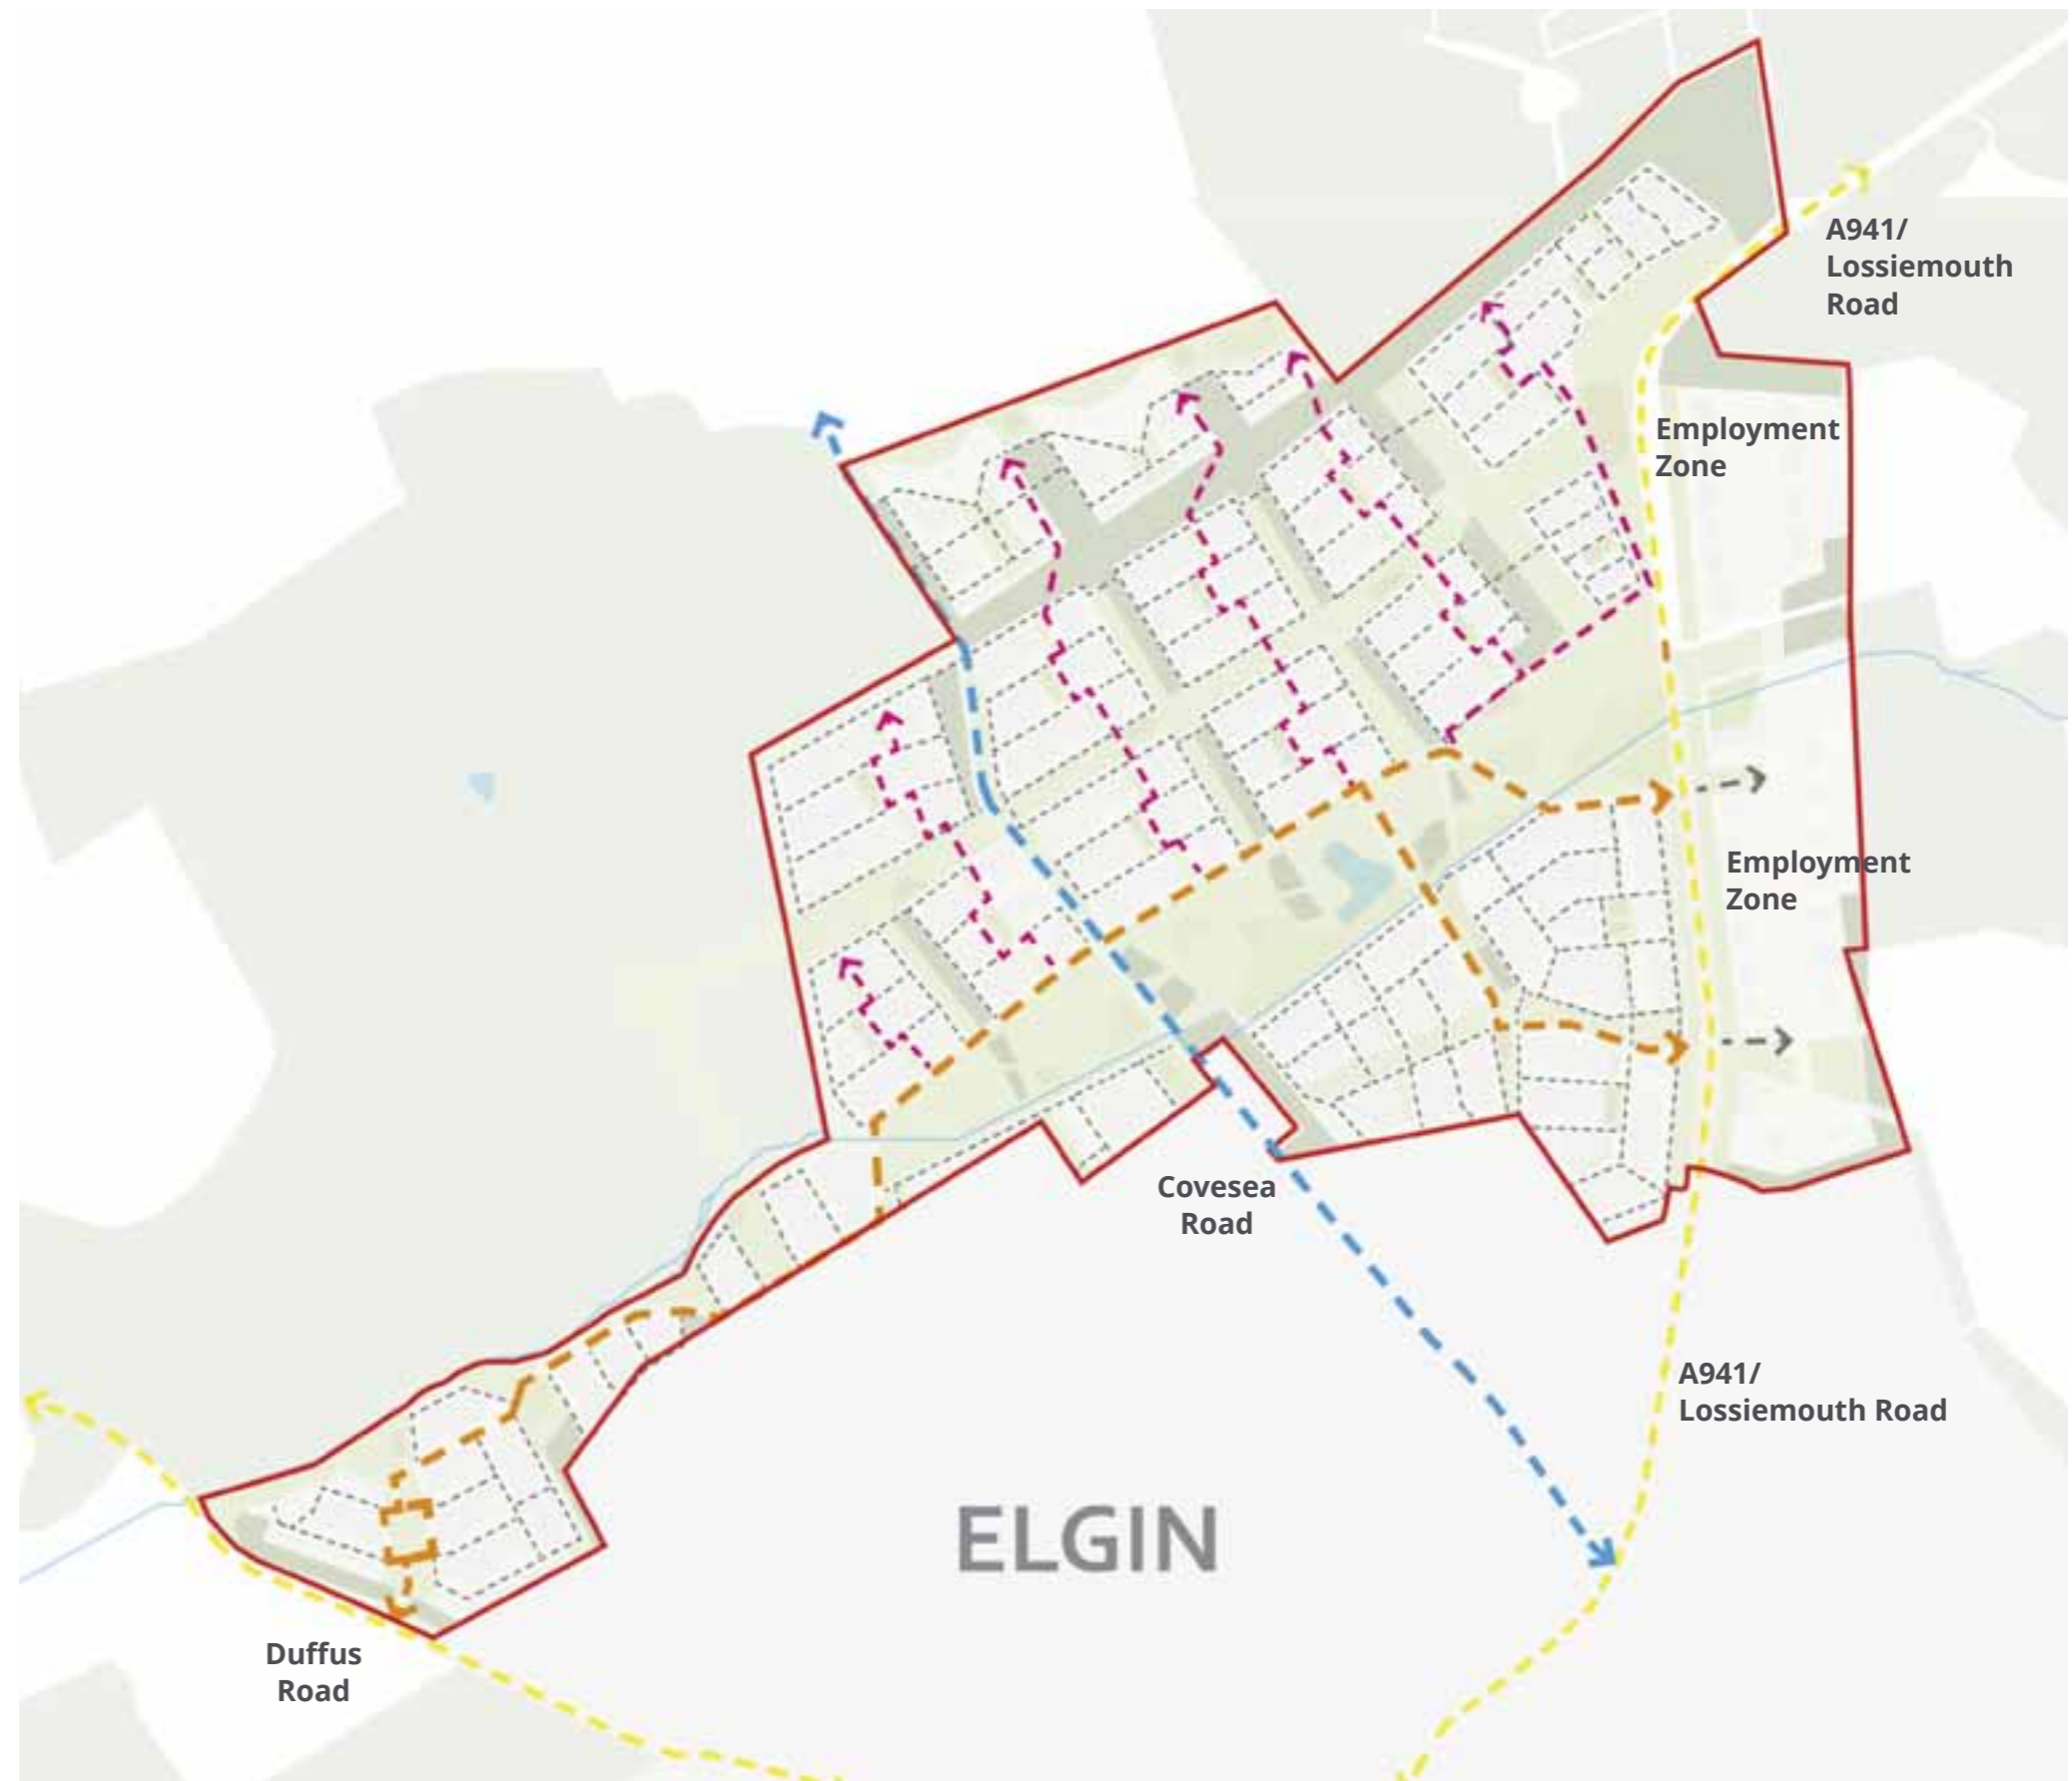 A941/
Lossiemouth
Road
Employment
Zone
Employment
Zone
Covesea
Road
A941/
Lossiemouth Road
ELGIN
Duffus
Road